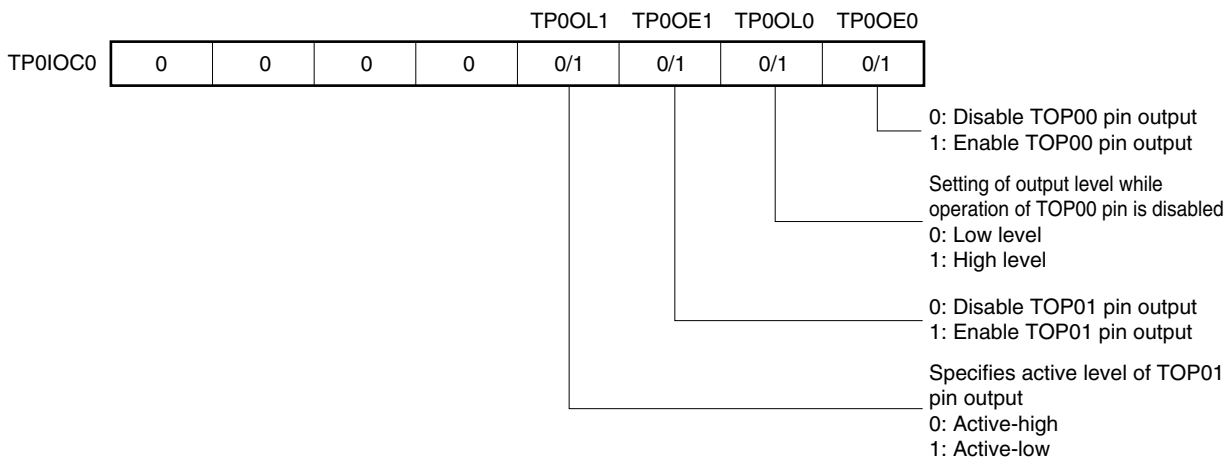 TP0OL1 TP0OE1 TP0OL0 TP0OE0
TP0IOC0 0 0 0 0 0/1 0/1 0/1 0/1
0: Disable TOP00 pin output
1: Enable TOP00 pin output
Setting of output level while
operation of TOP00 pin is disabled
0: Low level
1: High level
0: Disable TOP01 pin output
1: Enable TOP01 pin output
Specifies active level of TOP01
pin output
0: Active-high
1: Active-low